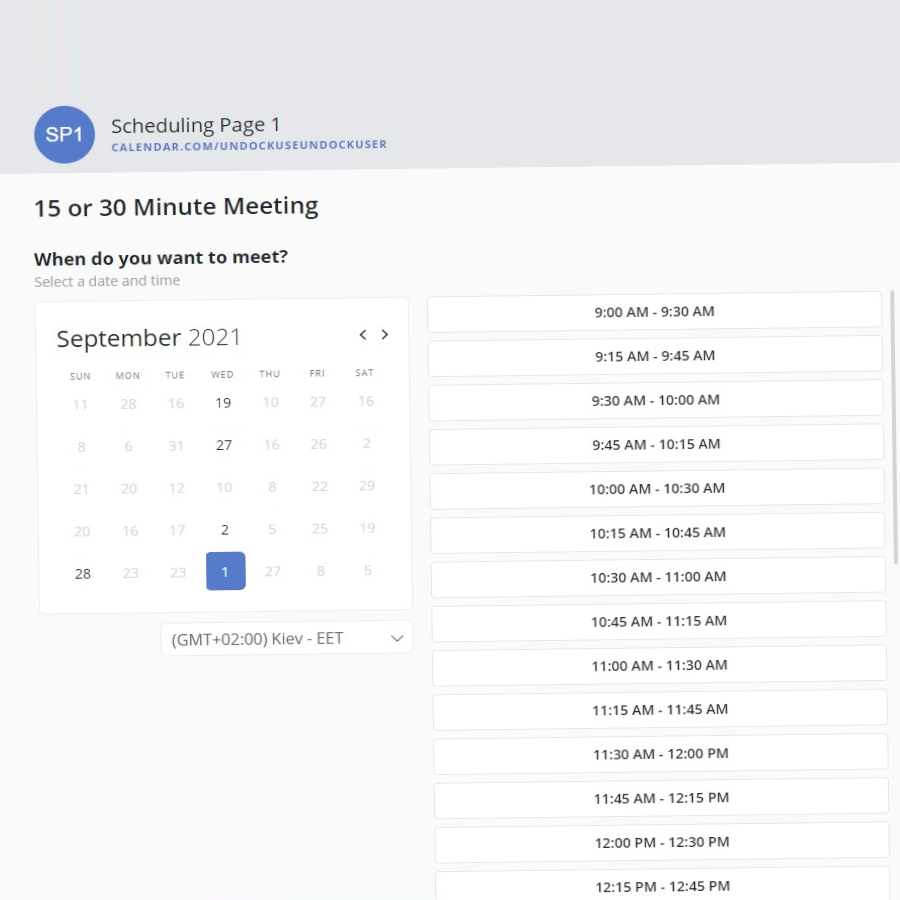 SP1
Scheduling Page 1
CALENDAR.COM/UNDOCKUSEUNDOCKUSER
15 or 30 Minute Meeting
When do you want to meet?
Select a date and time
September 2021
SUN MON TUE WED THU FRI SAT
11 28 16 19 10 27 16
8 6 31 27 16 26 2
21 20 12 10 8 22 29
20 16 17 2 5 25 19
28 23 23 1 27 8 5
(GMT+02:00) Kiev - EET
9:00 AM - 9:30 AM
9:15 AM - 9:45 AM
9:30 AM - 10:00 AM
9:45 AM - 10:15 AM
10:00 AM - 10:30 AM
10:15 AM - 10:45 AM
10:30 AM - 11:00 AM
10:45 AM - 11:15 AM
11:00 AM - 11:30 AM
11:15 AM - 11:45 AM
11:30 AM - 12:00 PM
11:45 AM - 12:15 PM
12:00 PM - 12:30 PM
12:15 PM - 12:45 PM